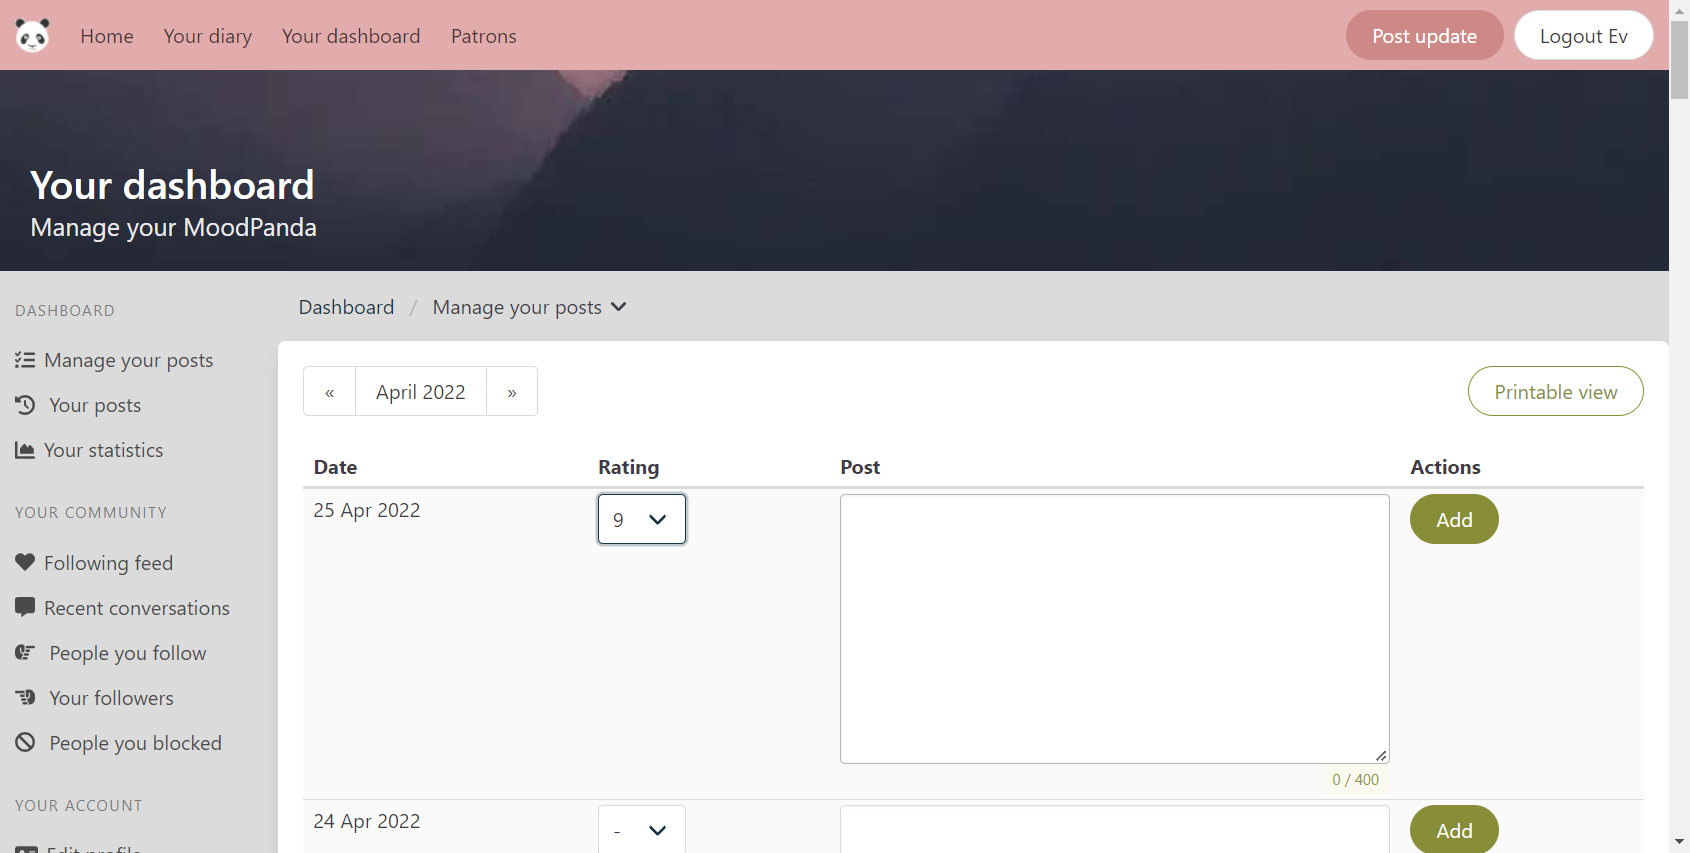 Home Your diary Your dashboard Patrons Post update Logout Ev
Your dashboard
Manage your MoodPanda
DASHBOARD
Manage your posts
Your posts
Your statistics
YOUR COMMUNITY
Following feed
Recent conversations
People you follow
Your followers
People you blocked
YOUR ACCOUNT
Edit profile
Dashboard / Manage your posts
« April 2022 » Printable view
Date Rating Post Actions
25 Apr 2022 9 Add
0 / 400
24 Apr 2022 - Add